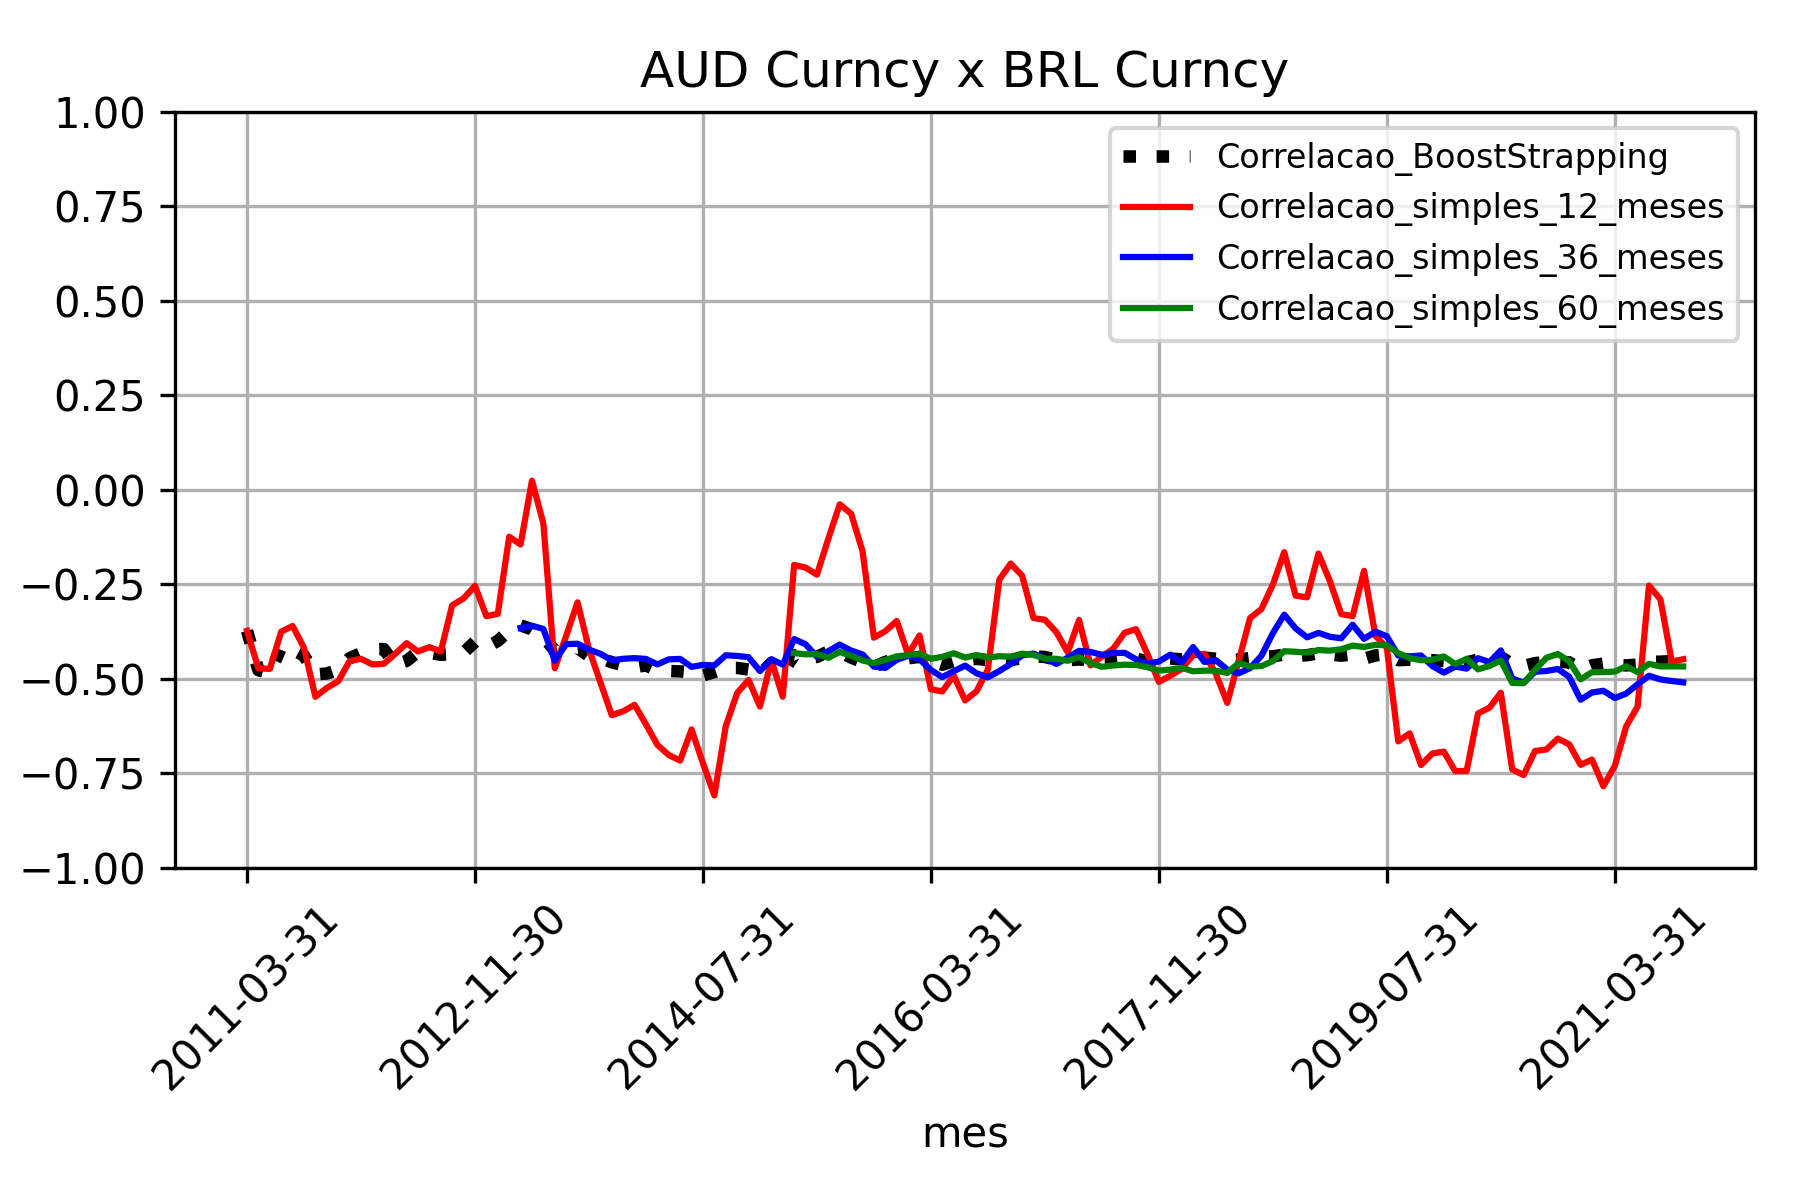 AUD Curncy x BRL Curncy
1.00
0.75
0.50
0.25
0.00
−0.25
−0.50
−0.75
−1.00
Correlacao_BoostStrapping
Correlacao_simples_12_meses
Correlacao_simples_36_meses
Correlacao_simples_60_meses
2011-03-31
2012-11-30
2014-07-31
2016-03-31
2017-11-30
2019-07-31
2021-03-31
mes